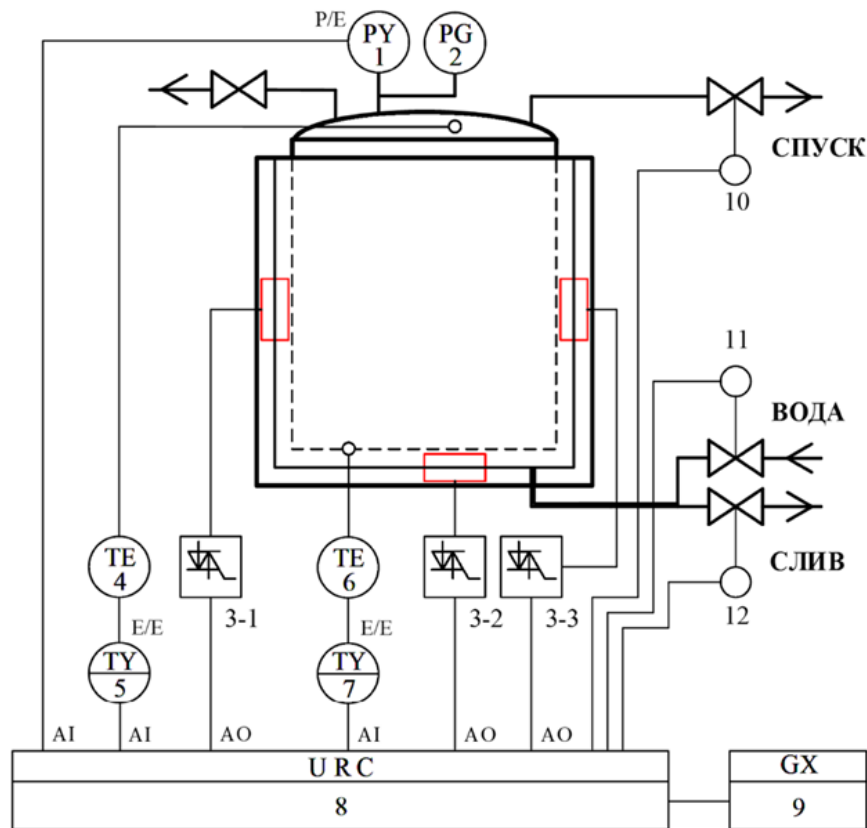 P/E
PY
1
PG
2
СПУСК
10
11
ВОДА
TE
4
TE
6
3-1
3-2
3-3
СЛИВ
12
E/E
E/E
TY
5
TY
7
AI
AI
AO
AI
AO
AO
URC
GX
8
9